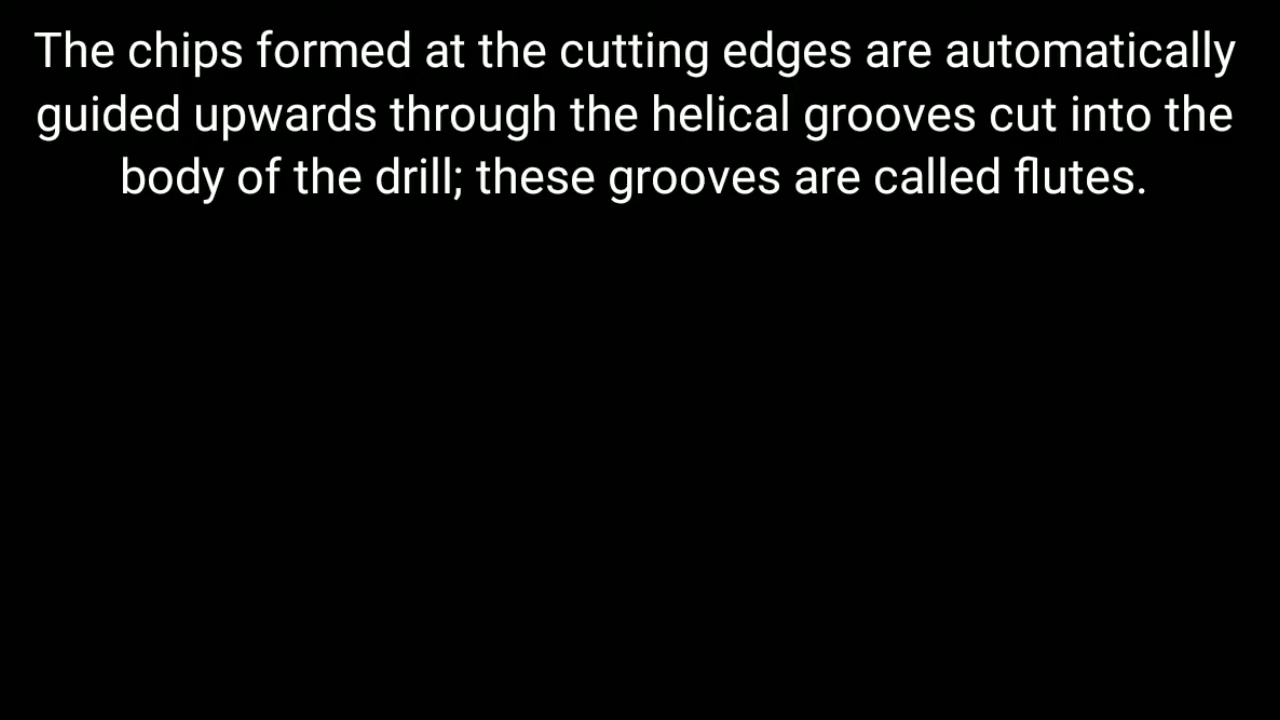 The chips formed at the cutting edges are automatically
guided upwards through the helical grooves cut into the
body of the drill; these grooves are called flutes.